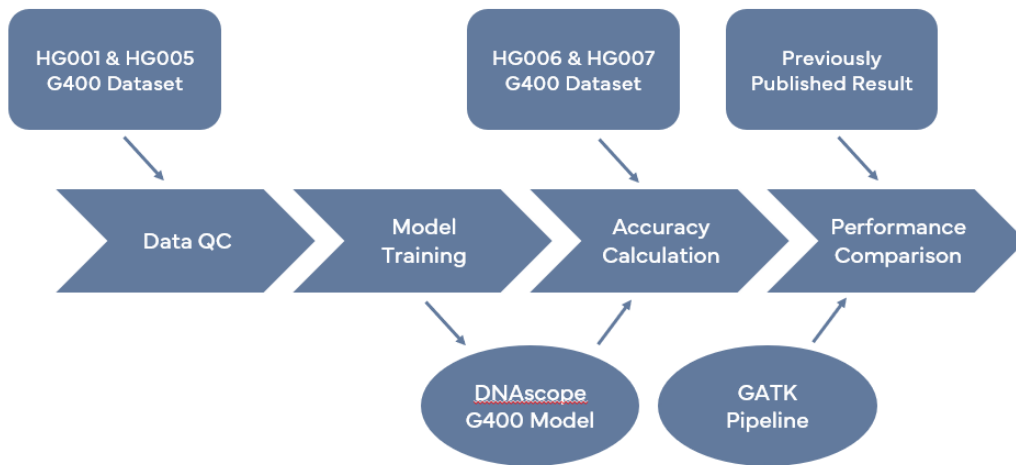 HG001 & HG005
G400 Dataset
HG006 & HG007
G400 Dataset
Previously
Published Result
Data QC
Model
Training
Accuracy
Calculation
Performance
Comparison
DNAscope
G400 Model
GATK
Pipeline